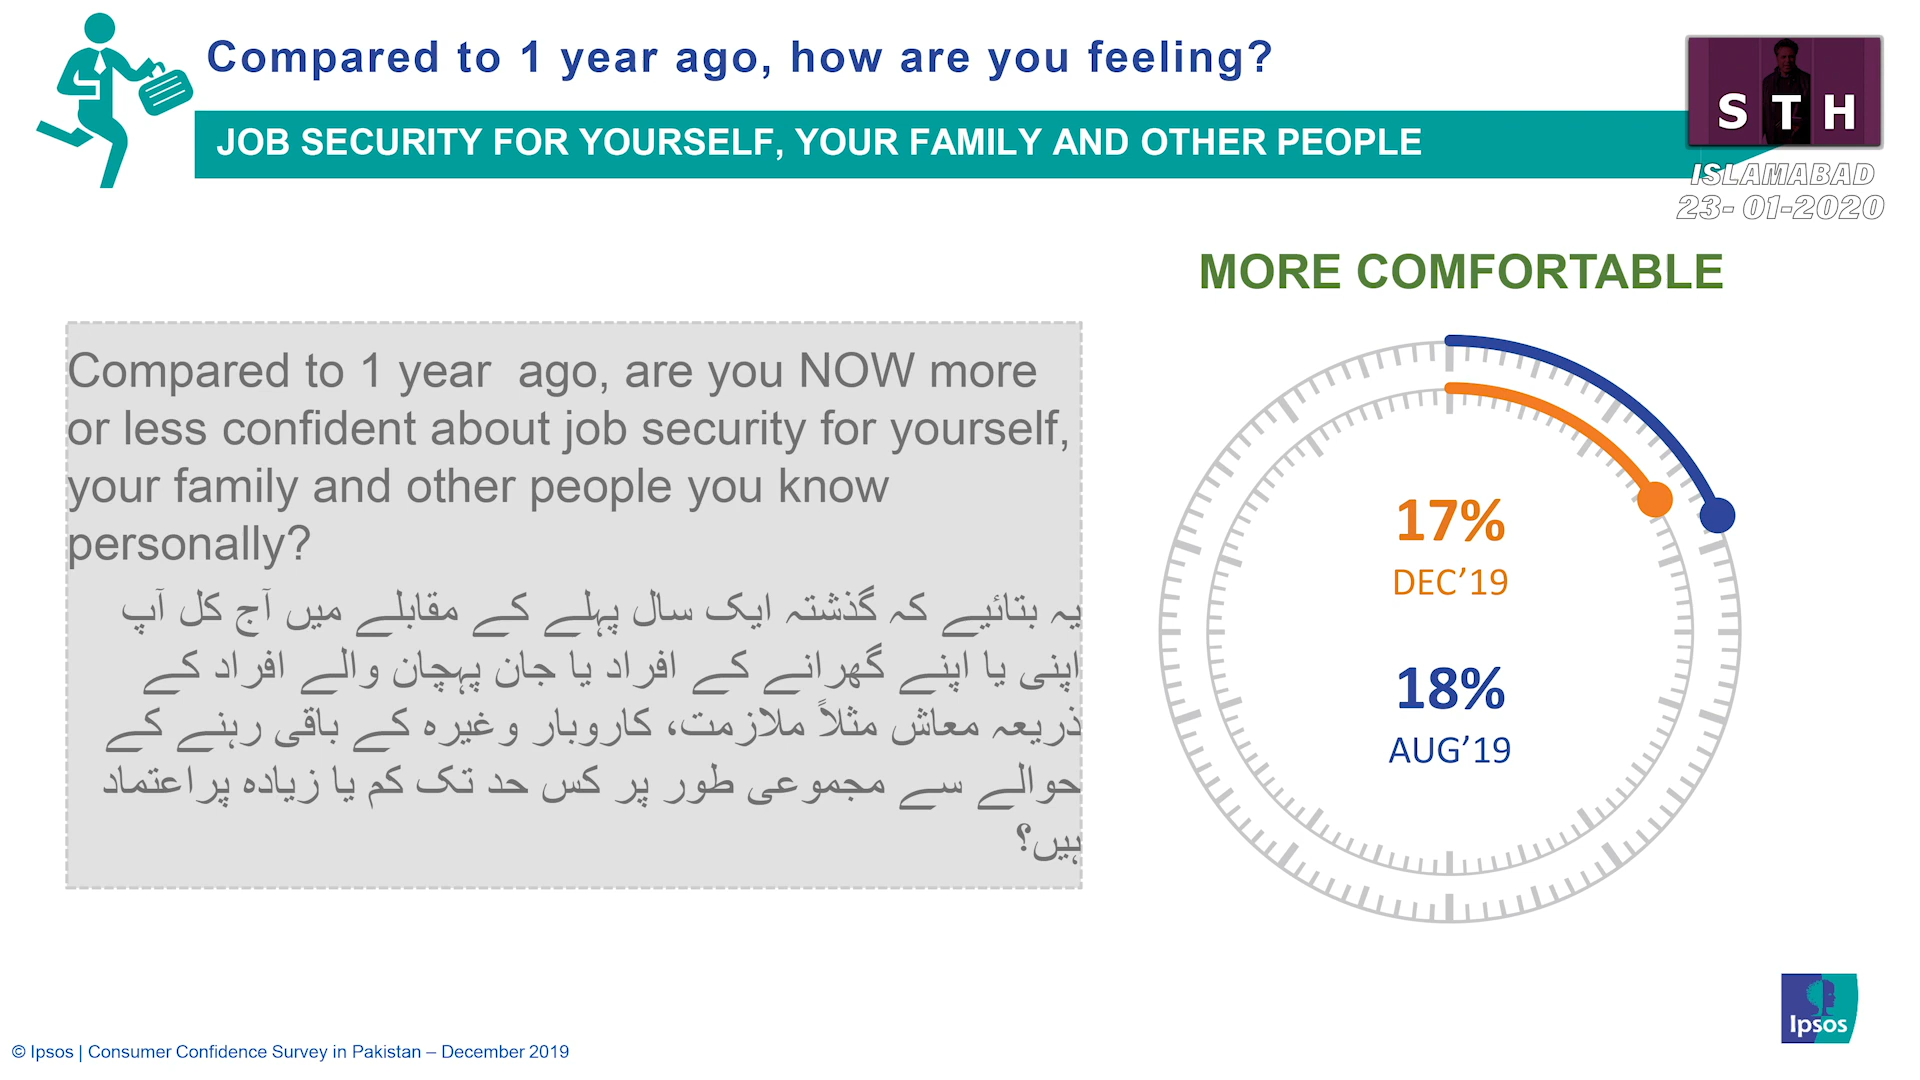 Compared to 1 year ago, how are you feeling?
JOB SECURITY FOR YOURSELF, YOUR FAMILY AND OTHER PEOPLE
S T H
ISLAMABAD
23- 01-2020
MORE COMFORTABLE
Compared to 1 year  ago, are you NOW more
or less confident about job security for yourself,
your family and other people you know
personally?
یہ بتائیے کہ گذشتہ ایک سال پہلے کے مقابلے میں آج کل آپ
اپنی یا اپنے گھرانے کے افراد یا جان پہچان والے افراد کے
ذریعہ معاش مثلاً ملازمت، کاروبار وغیرہ کے باقی رہنے کے
حوالے سے مجموعی طور پر کس حد تک کم یا زیادہ پراعتماد
ہیں؟
17%
DEC’19
18%
AUG’19
Ipsos
© Ipsos | Consumer Confidence Survey in Pakistan – December 2019